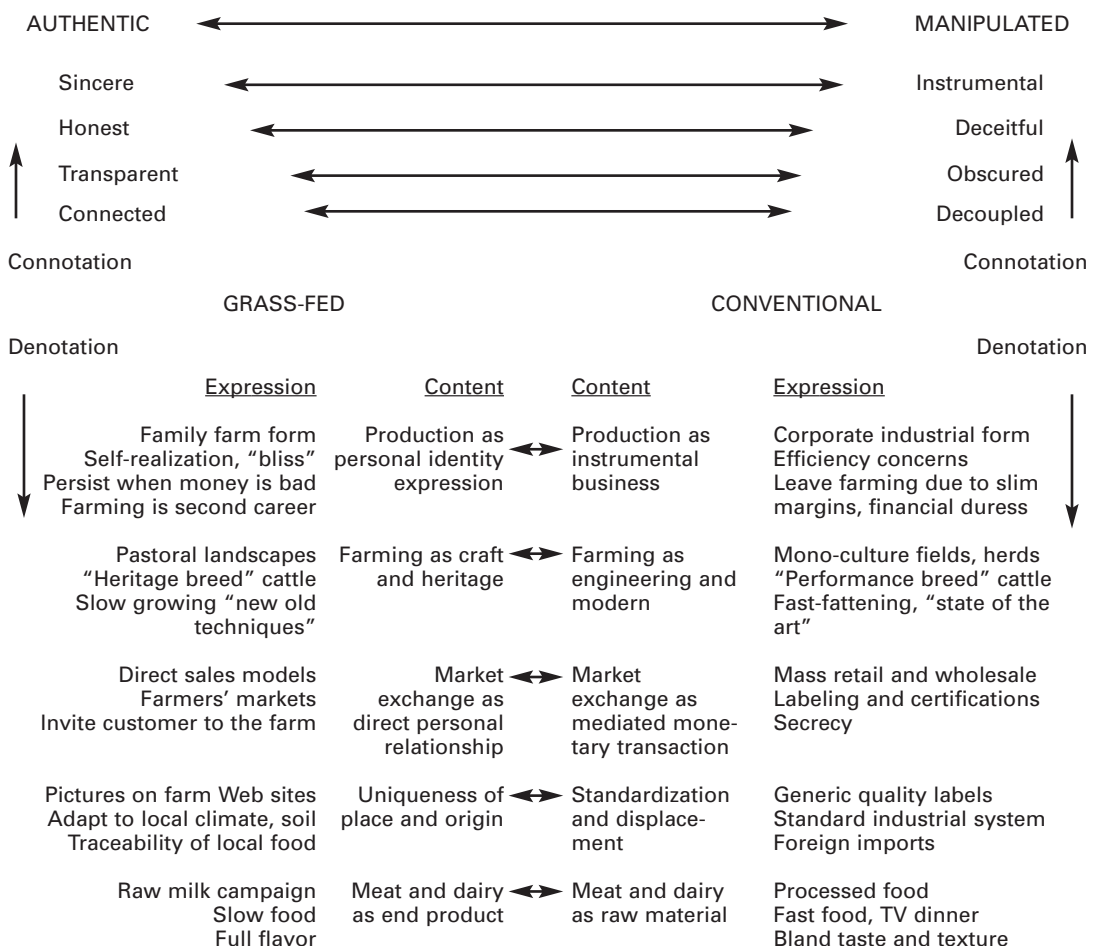 AUTHENTIC MANIPULATED
Sincere Instrumental
Honest Deceitful
Transparent Obscured
Connected Decoupled
Connotation Connotation
GRASS-FED CONVENTIONAL
Denotation Denotation
Expression Content Content Expression
Family farm form Production as Production as Corporate industrial form
Self-realization, “bliss” personal identity instrumental Efficiency concerns
Persist when money is bad expression business Leave farming due to slim
Farming is second career margins, financial duress
Pastoral landscapes Farming as craft Farming as Mono-culture fields, herds
“Heritage breed” cattle and heritage engineering and “Performance breed” cattle
Slow growing “new old modern Fast-fattening, “state of the
techniques” art”
Direct sales models Market Market Mass retail and wholesale
Farmers’ markets exchange as exchange as Labeling and certifications
Invite customer to the farm direct personal mediated mone- Secrecy
relationship tary transaction
Pictures on farm Web sites Uniqueness of Standardization Generic quality labels
Adapt to local climate, soil place and origin and displace- Standard industrial system
Traceability of local food ment Foreign imports
Raw milk campaign Meat and dairy Meat and dairy Processed food
Slow food as end product as raw material Fast food, TV dinner
Full flavor Bland taste and texture